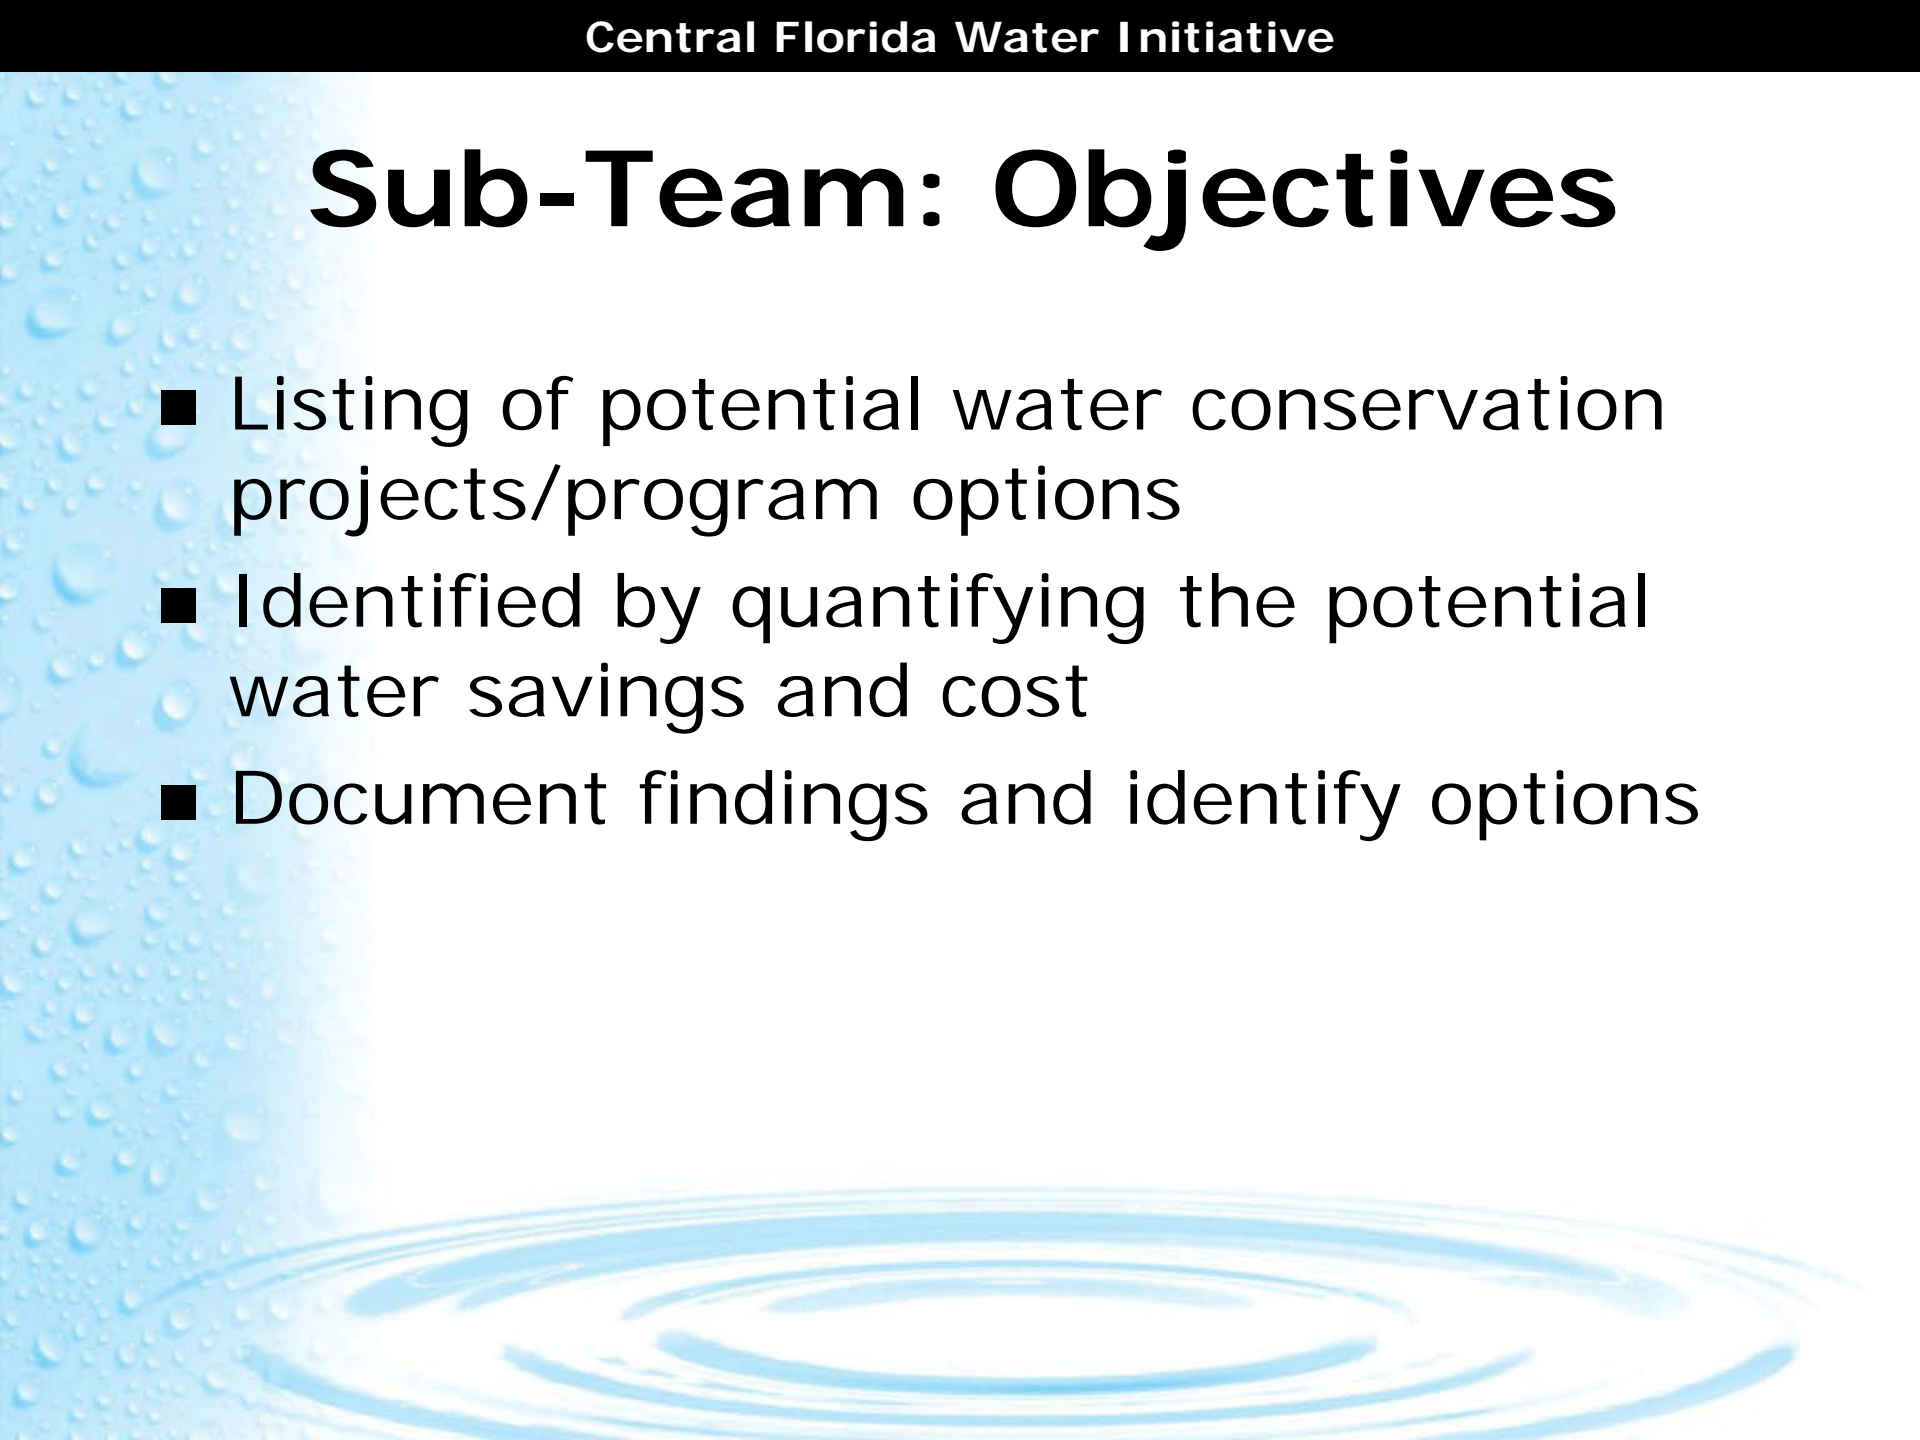 Central Florida Water Initiative
Sub-Team: Objectives
■ Listing of potential water conservation
projects/program options
■ Identified by quantifying the potential
water savings and cost
■ Document findings and identify options